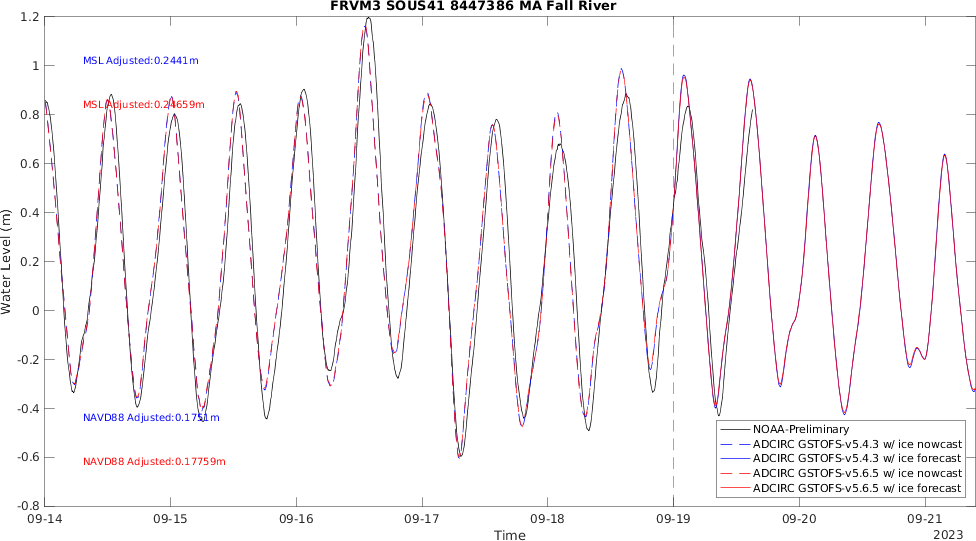 FRVM3 SOUS41 8447386 MA Fall River
1.2
1
0.8
0.6
0.4
0.2
0
-0.2
-0.4
-0.6
-0.8
Water Level (m)
MSL Adjusted:0.2441m
MSL Adjusted:0.24659m
NAVD88 Adjusted:0.1751m
NAVD88 Adjusted:0.17759m
NOAA-Preliminary
ADCIRC GSTOFS-v5.4.3 w/ ice nowcast
ADCIRC GSTOFS-v5.4.3 w/ ice forecast
ADCIRC GSTOFS-v5.6.5 w/ ice nowcast
ADCIRC GSTOFS-v5.6.5 w/ ice forecast
09-14 09-15 09-16 09-17 09-18 09-19 09-20 09-21
Time
2023